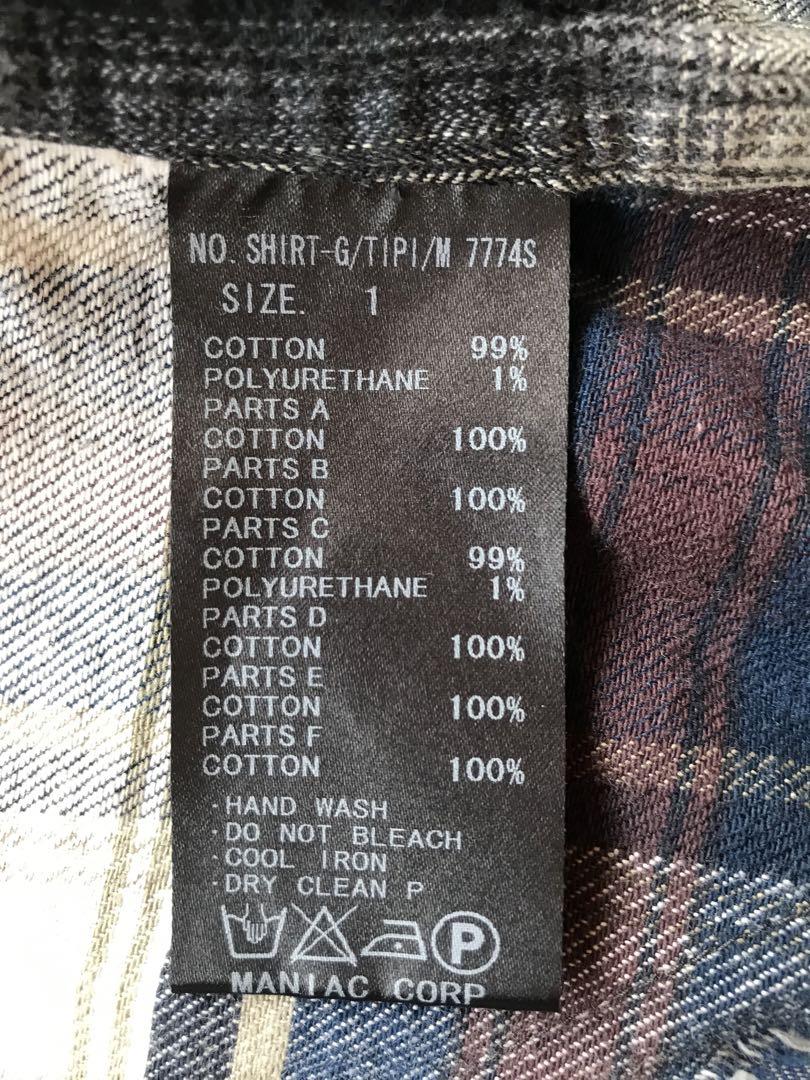 NO. SHIRT-G/TIPI/M 7774S
SIZE. 1
COTTON 99%
POLYURETHANE 1%
PARTS A
COTTON 100%
PARTS B
COTTON 100%
PARTS C
COTTON 99%
POLYURETHANE 1%
PARTS D
COTTON 100%
PARTS E
COTTON 100%
PARTS F
COTTON 100%
·HAND WASH
·DO NOT BLEACH
·COOL IRON
·DRY CLEAN P
P
MANIAC CORP